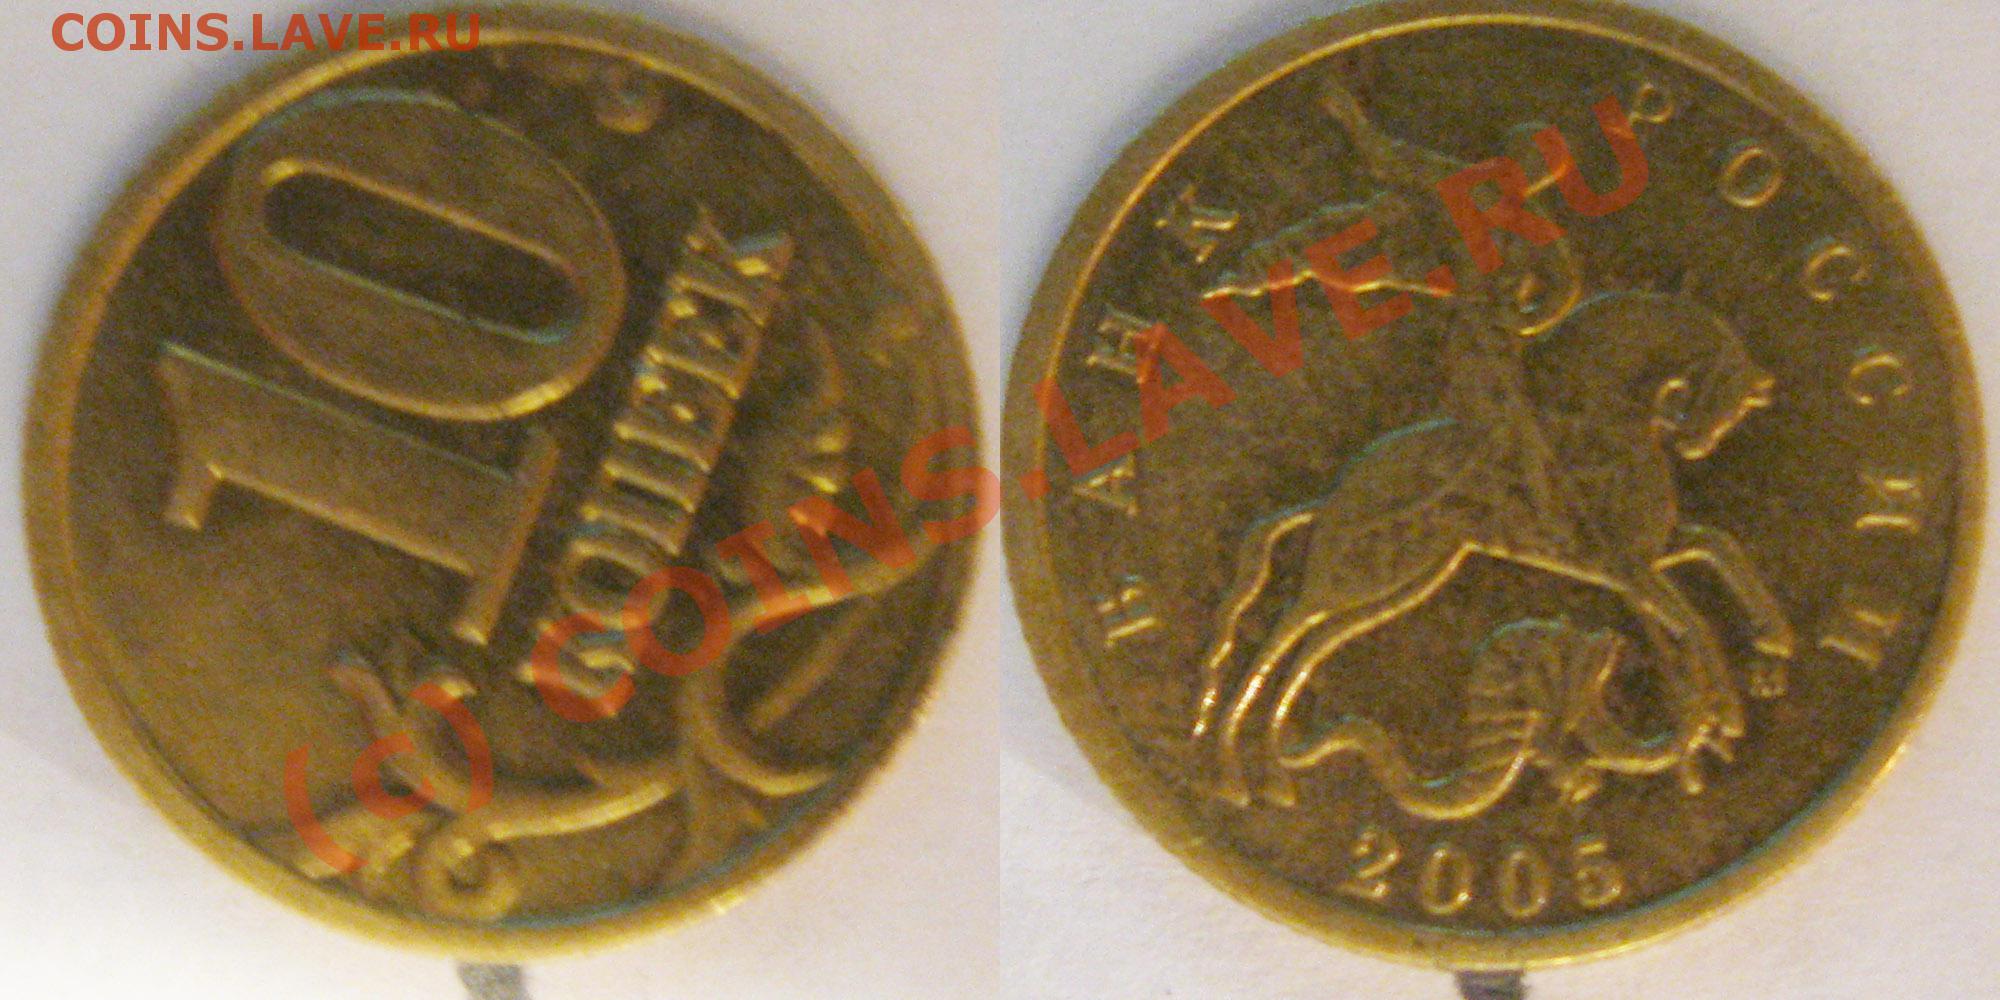 COINS.LAVE.RU
10
КОПЕЕК
БАНК РОССИИ
2005
(c) COINS.LAVE.RU